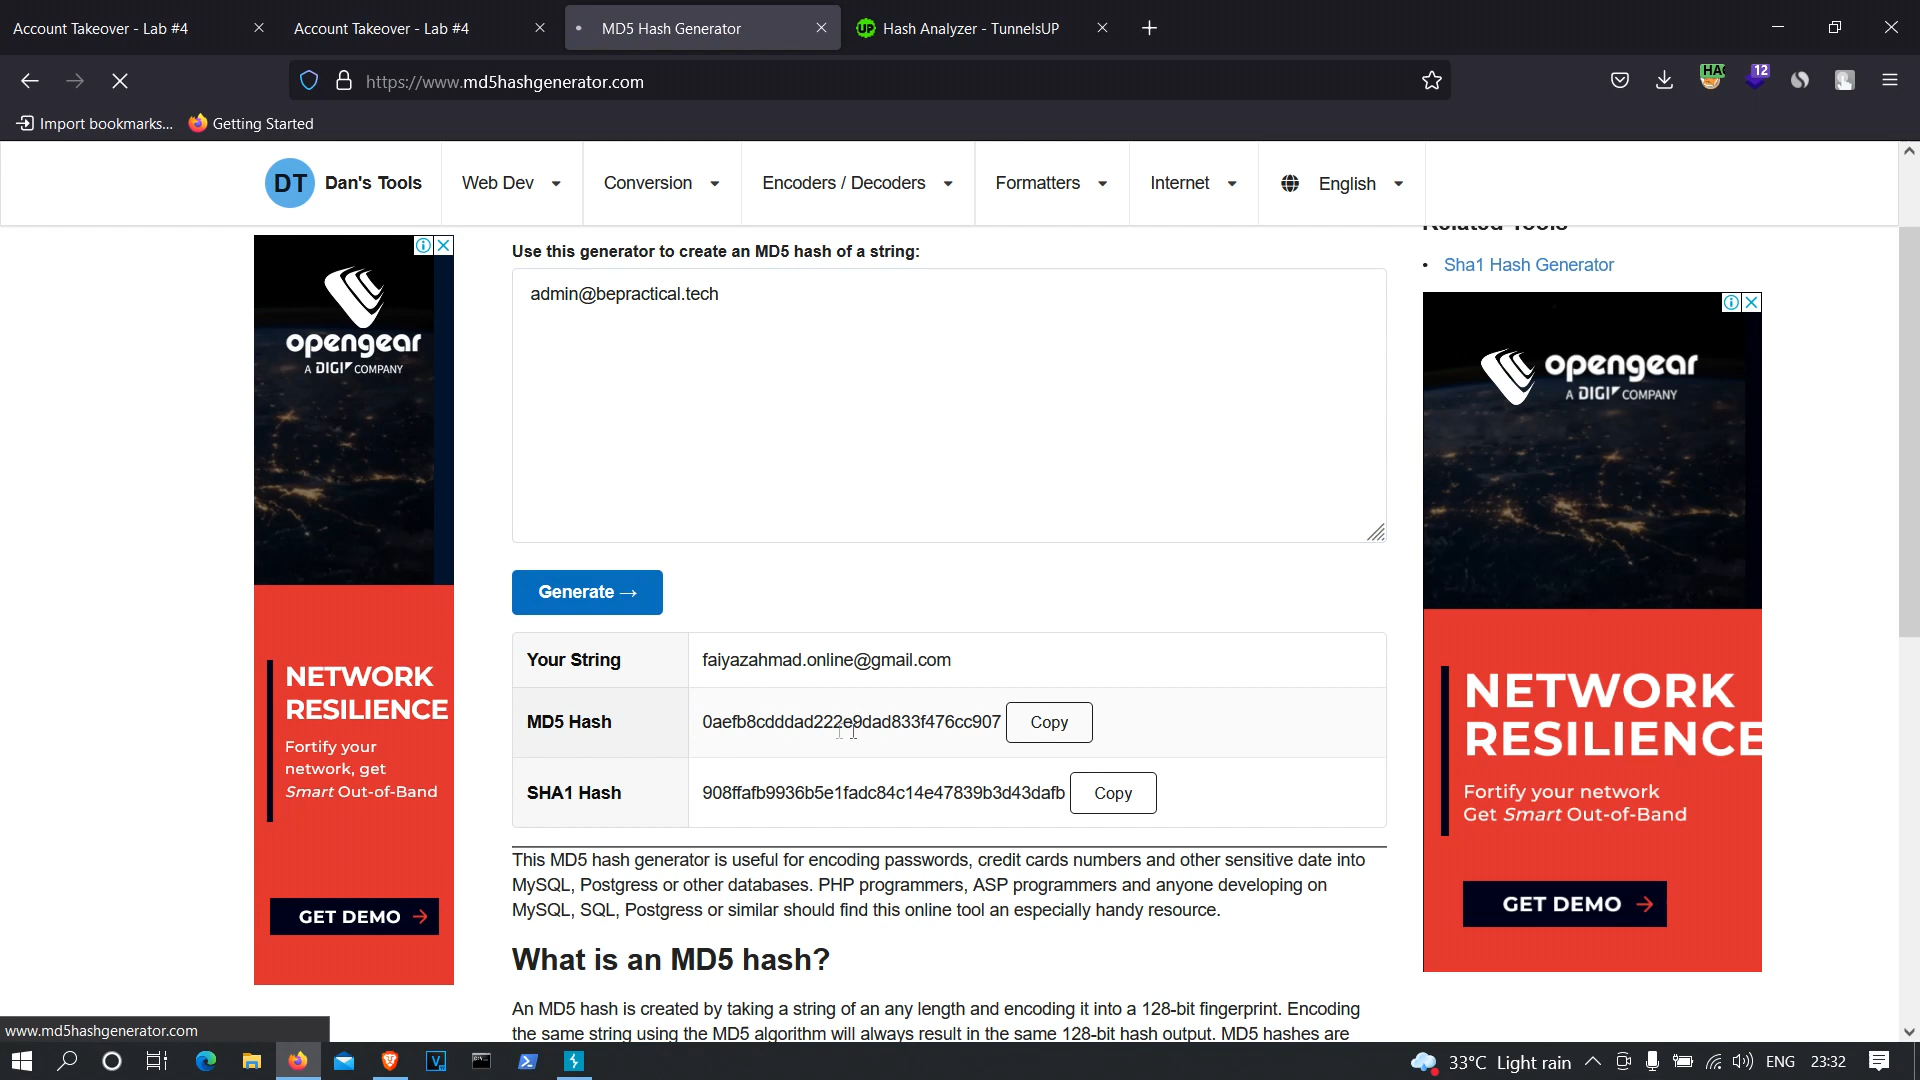 Account Takeover - Lab #4
Account Takeover - Lab #4
MD5 Hash Generator
UP Hash Analyzer - TunnelsUP
https://www.md5hashgenerator.com
HAC
12
Import bookmarks...
Getting Started
DT Dan's Tools
Web Dev
Conversion
Encoders / Decoders
Formatters
Internet
English
opengear
A DIGI COMPANY
NETWORK
RESILIENCE
Fortify your
network, get
Smart Out-of-Band
GET DEMO →
Use this generator to create an MD5 hash of a string:
admin@bepractical.tech
Generate →
Your String faiyazahmad.online@gmail.com
MD5 Hash 0aefb8cdddad222e9dad833f476cc907 Copy
SHA1 Hash 908ffafb9936b5e1fadc84c14e47839b3d43dafb Copy
This MD5 hash generator is useful for encoding passwords, credit cards numbers and other sensitive date into
MySQL, Postgress or other databases. PHP programmers, ASP programmers and anyone developing on
MySQL, SQL, Postgress or similar should find this online tool an especially handy resource.
What is an MD5 hash?
An MD5 hash is created by taking a string of an any length and encoding it into a 128-bit fingerprint. Encoding
the same string using the MD5 algorithm will always result in the same 128-bit hash output. MD5 hashes are
Related Tools
• Sha1 Hash Generator
opengear
A DIGI COMPANY
NETWORK
RESILIENCE
Fortify your network
Get Smart Out-of-Band
GET DEMO →
www.md5hashgenerator.com
33°C Light rain
ENG
23:32